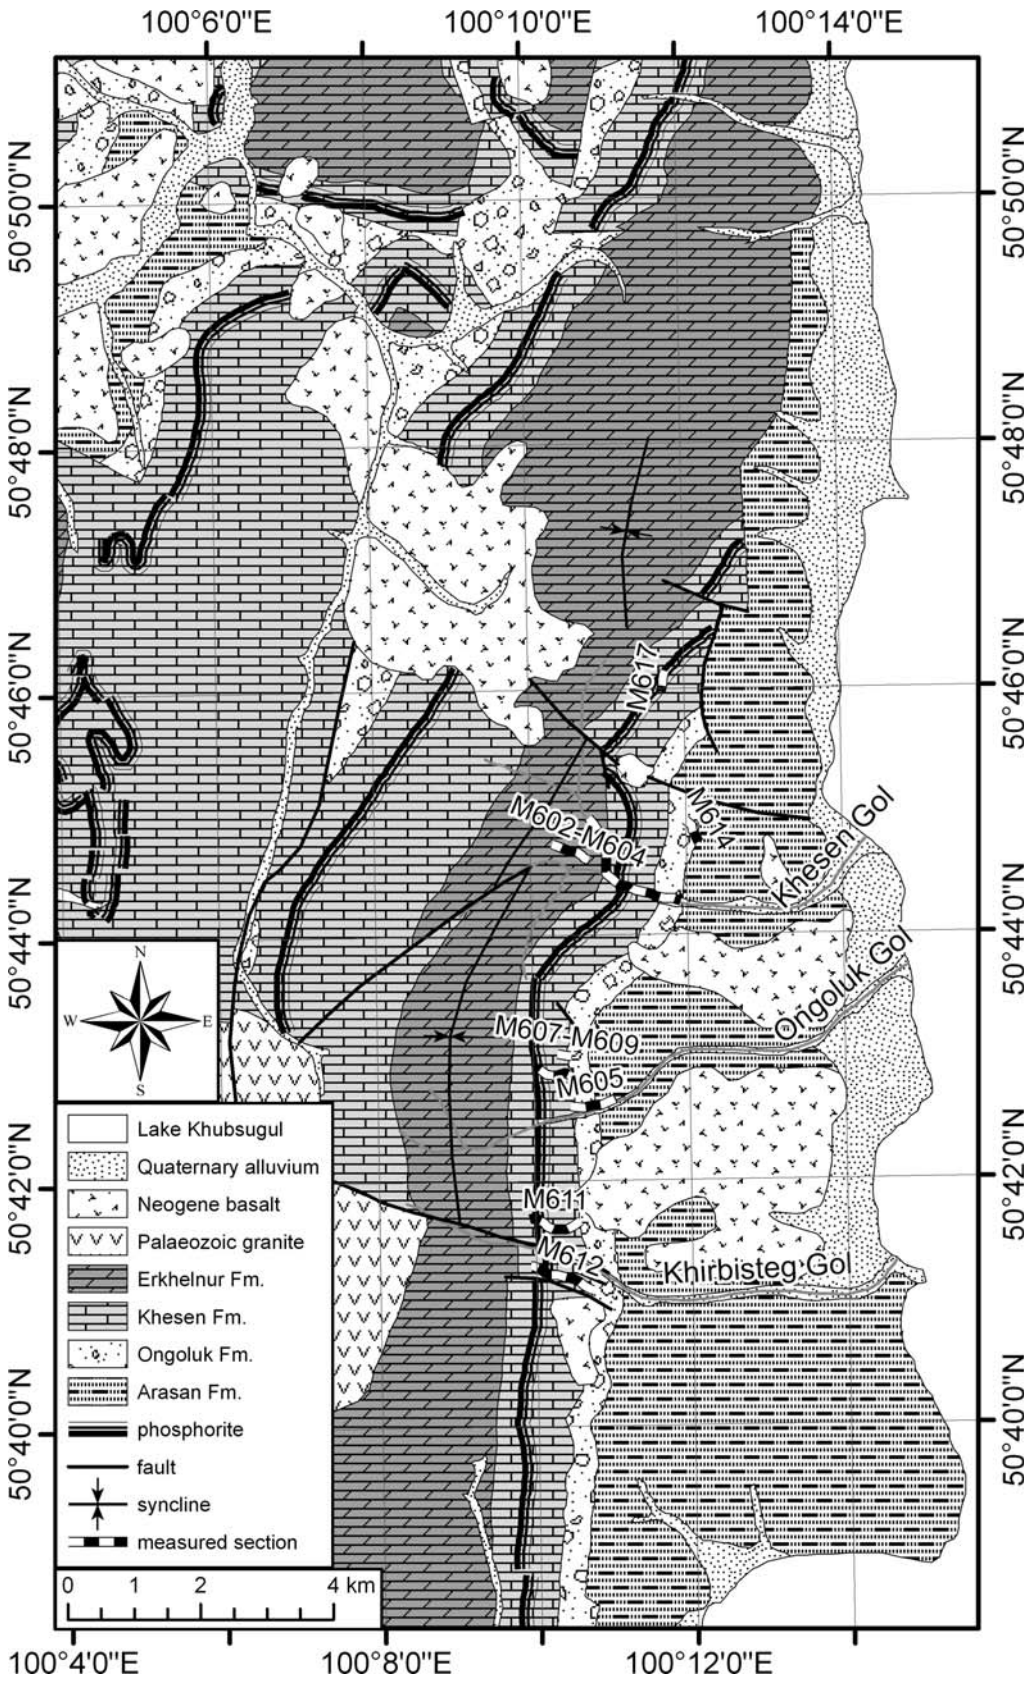 100°6'0"E
100°10'0"E
100°14'0"E
50°50'0"N
50°50'0"N
50°48'0"N
50°48'0"N
50°46'0"N
50°46'0"N
M617
M602-M604
M614
Khesen Gol
50°44'0"N
50°44'0"N
Ongoluk Gol
N
W
E
S
M607-M609
M605
50°42'0"N
50°42'0"N
M611
M612
Khirbisteg Gol
Lake Khubsugul
Quaternary alluvium
Neogene basalt
Palaeozoic granite
Erkhelnur Fm.
Khesen Fm.
Ongoluk Fm.
Arasan Fm.
phosphorite
fault
syncline
measured section
50°40'0"N
50°40'0"N
0 1 2 4 km
100°4'0"E
100°8'0"E
100°12'0"E